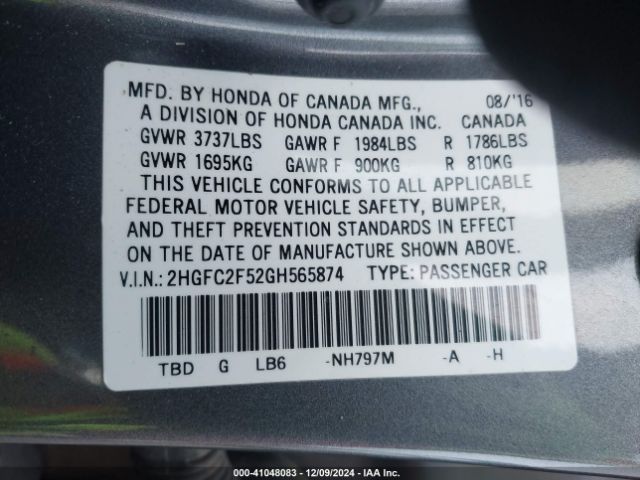 MFD. BY HONDA OF CANADA MFG., 08/'16
A DIVISION OF HONDA CANADA INC. CANADA
GVWR 3737LBS GAWR F 1984LBS R 1786LBS
GVWR 1695KG GAWR F 900KG R 810KG
THIS VEHICLE CONFORMS TO ALL APPLICABLE
FEDERAL MOTOR VEHICLE SAFETY, BUMPER,
AND THEFT PREVENTION STANDARDS IN EFFECT
ON THE DATE OF MANUFACTURE SHOWN ABOVE.
V.I.N.: 2HGFC2F52GH565874 TYPE: PASSENGER CAR
TBD G LB6 -NH797M -A -H
000-41048083 - 12/09/2024 - IAA Inc.